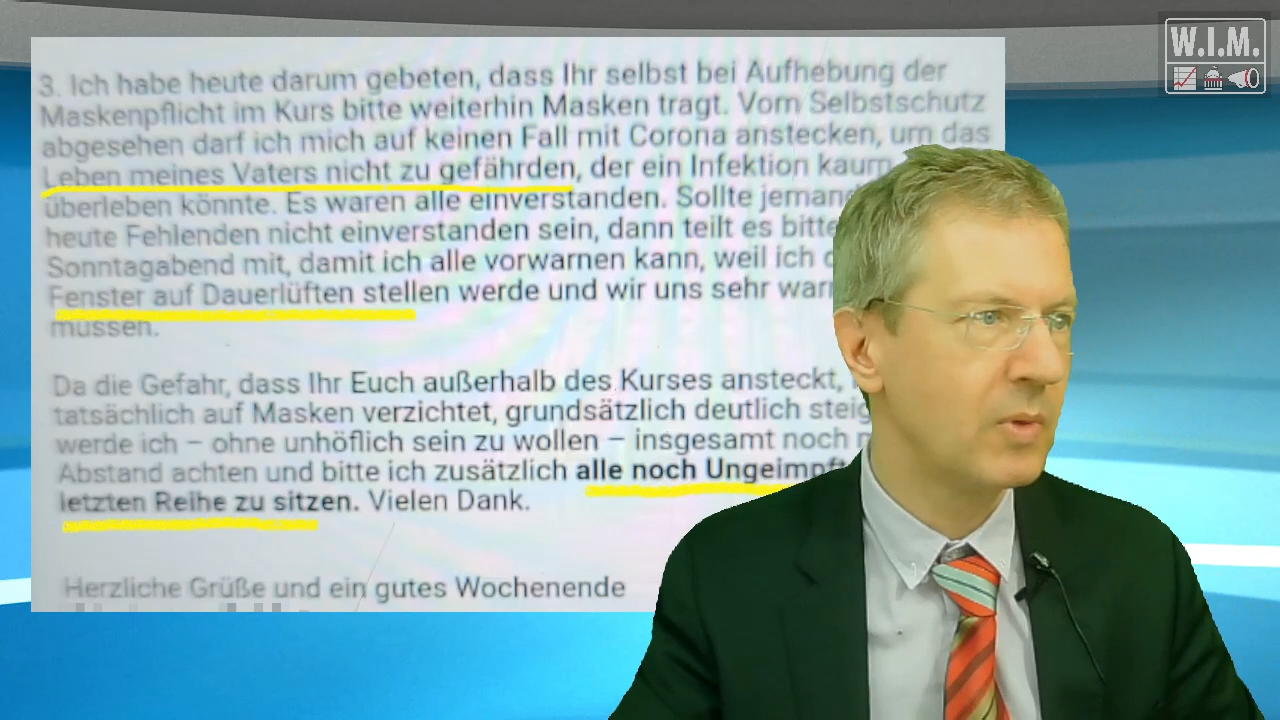 W.I.M.
3. Ich habe heute darum gebeten, dass Ihr selbst bei Aufhebung der
Maskenpflicht im Kurs bitte weiterhin Masken tragt. Vom Selbstschutz
abgesehen darf ich mich auf keinen Fall mit Corona anstecken, um das
Leben meines Vaters nicht zu gefährden, der ein Infektion kaum
überleben könnte. Es waren alle einverstanden. Sollte
heute Fehlenden nicht einverstanden sein, dann teilt es bitte
Sonntagabend mit, damit ich alle vorwarnen kann, weil ich
Fenster auf Dauerlüften stellen werde und wir uns sehr
müssen.
Da die Gefahr, dass Ihr Euch außerhalb des Kurses ansteckt,
tatsächlich auf Masken verzichtet, grundsätzlich deutlich
werde ich – ohne unhöflich sein zu wollen – insgesamt noch
Abstand achten und bitte ich zusätzlich alle noch
letzten Reihe zu sitzen. Vielen Dank.
Herzliche Grüße und ein gutes Wochenende